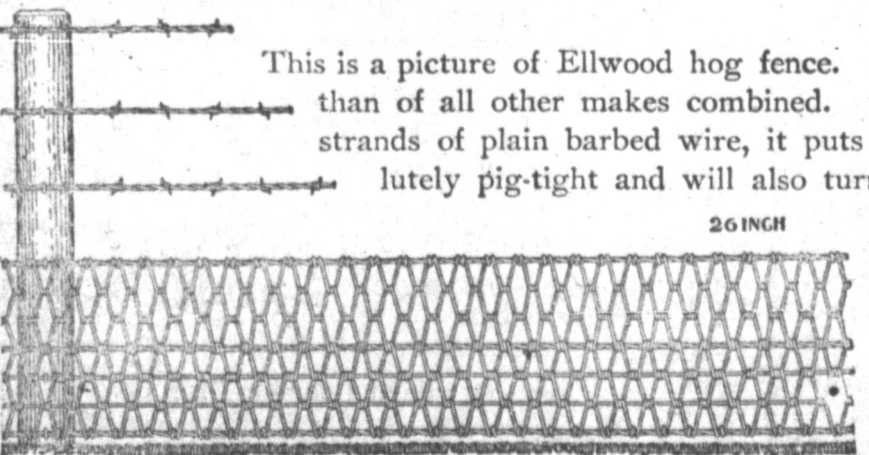 This is a picture of Ellwood hog fence.
than of all other makes combined.
strands of plain barbed wire, it puts
lutely pig-tight and will also tur
26 INCH